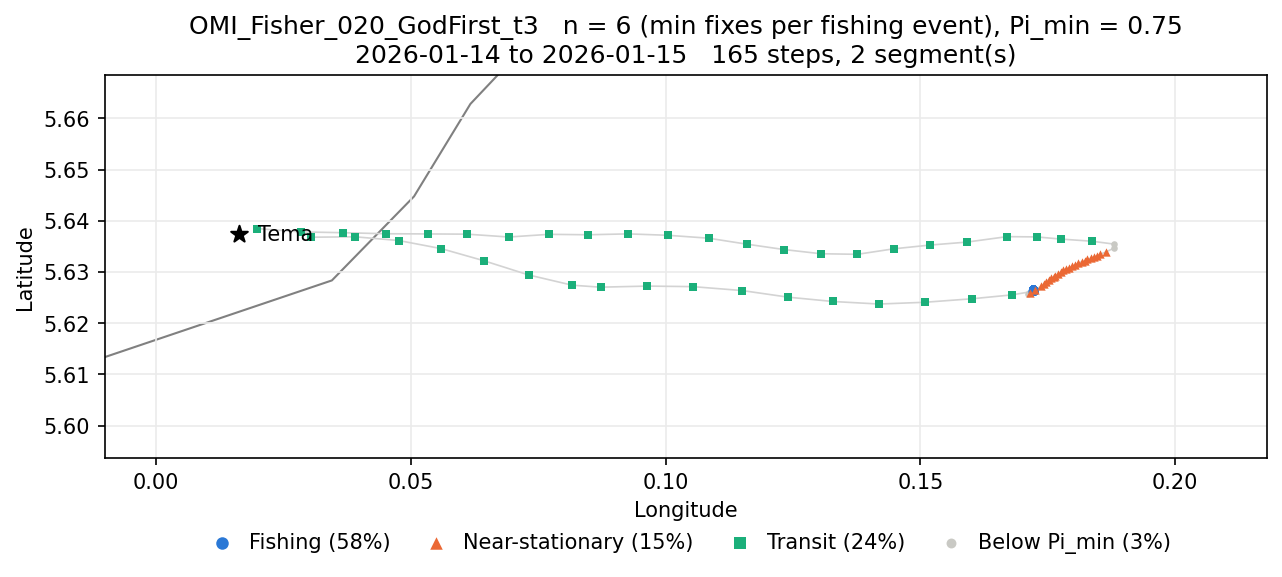 OMI_Fisher_020_GodFirst_t3   n = 6 (min fixes per fishing event), Pi_min = 0.75
2026-01-14 to 2026-01-15   165 steps, 2 segment(s)
Latitude
5.66
5.65
5.64
5.63
5.62
5.61
5.60
Tema
0.00
0.05
0.10
0.15
0.20
Longitude
Fishing (58%)
Near-stationary (15%)
Transit (24%)
Below Pi_min (3%)